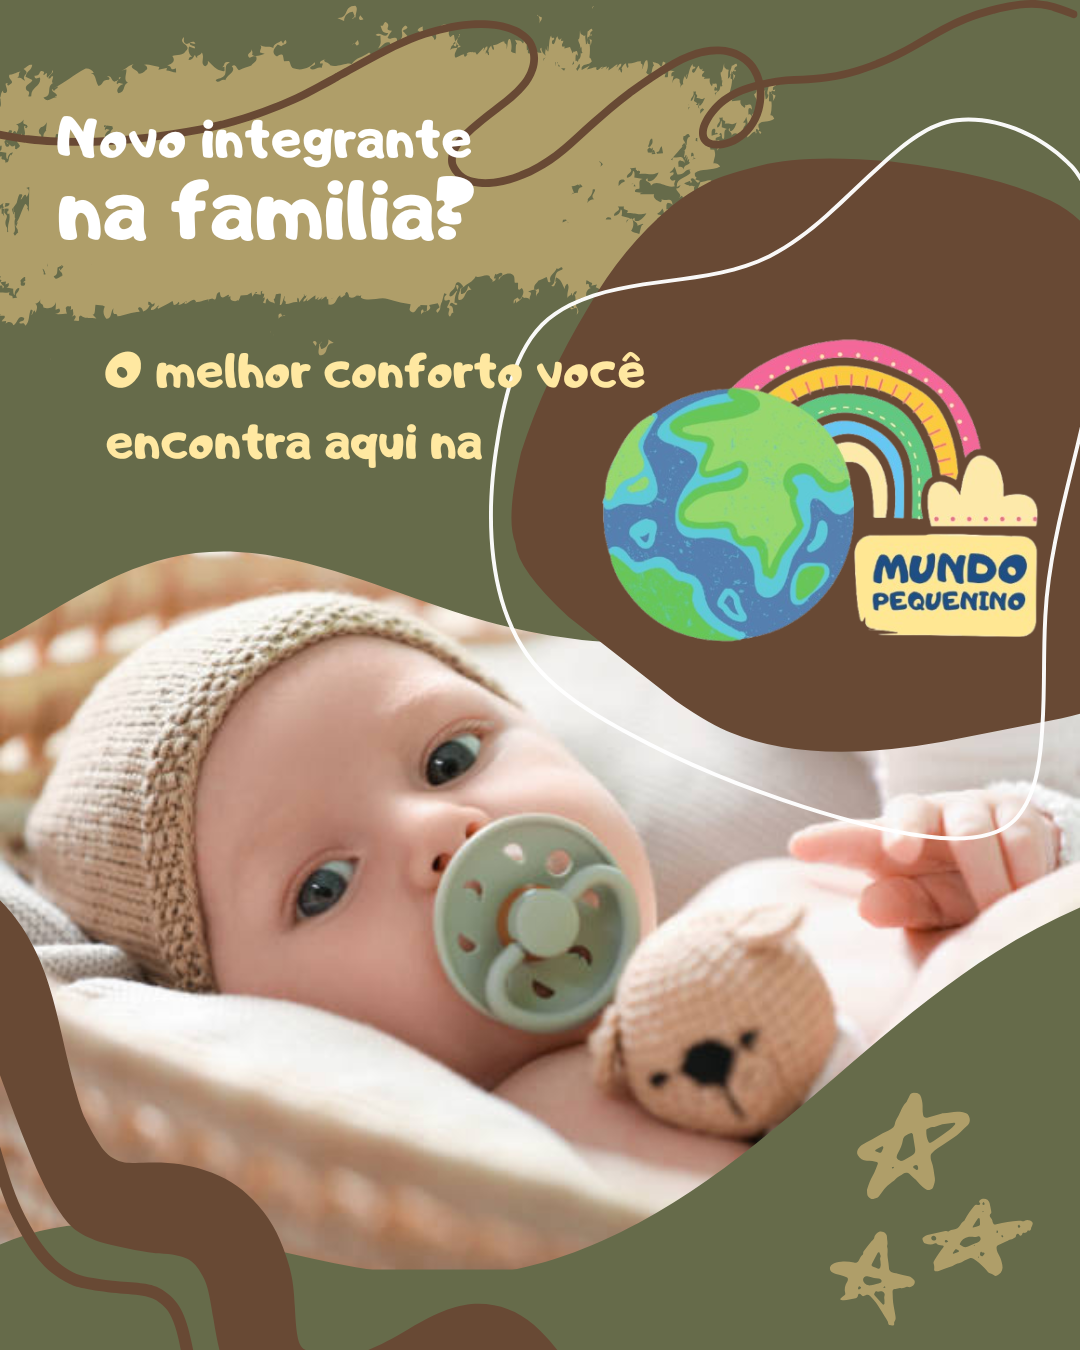 Novo integrante
na familia?
O melhor conforto você
encontra aqui na
MUNDO
PEQUENINO